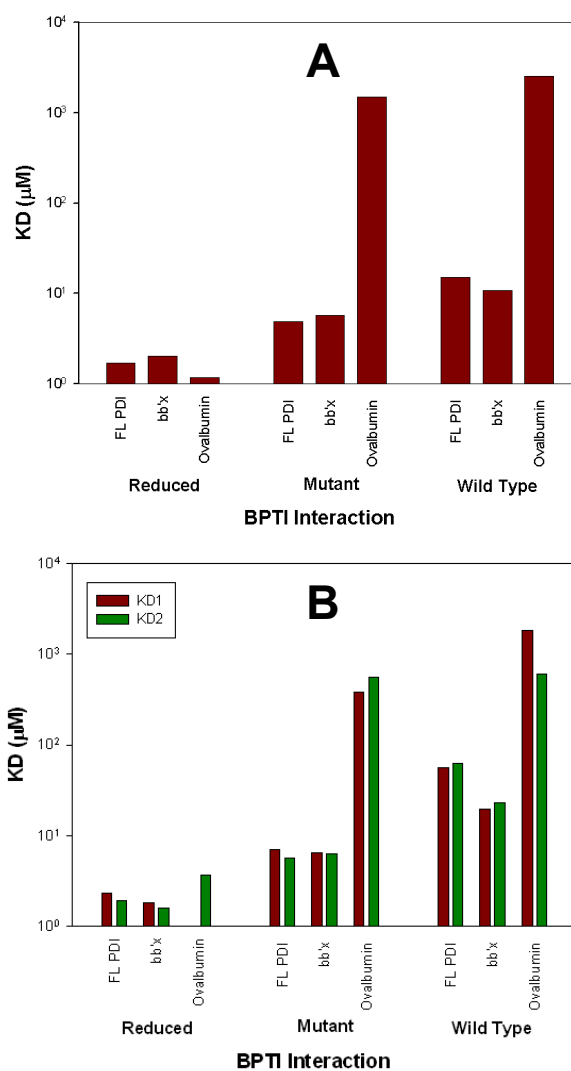 A
10⁴
10³
10²
10¹
10⁰
KD (μM)
FL PDI
bb'x
Ovalbumin
FL PDI
bb'x
Ovalbumin
FL PDI
bb'x
Ovalbumin
Reduced
Mutant
Wild Type
BPTI Interaction
B
KD1
KD2
10⁴
10³
10²
10¹
10⁰
KD (μM)
FL PDI
bb'x
Ovalbumin
FL PDI
bb'x
Ovalbumin
FL PDI
bb'x
Ovalbumin
Reduced
Mutant
Wild Type
BPTI Interaction